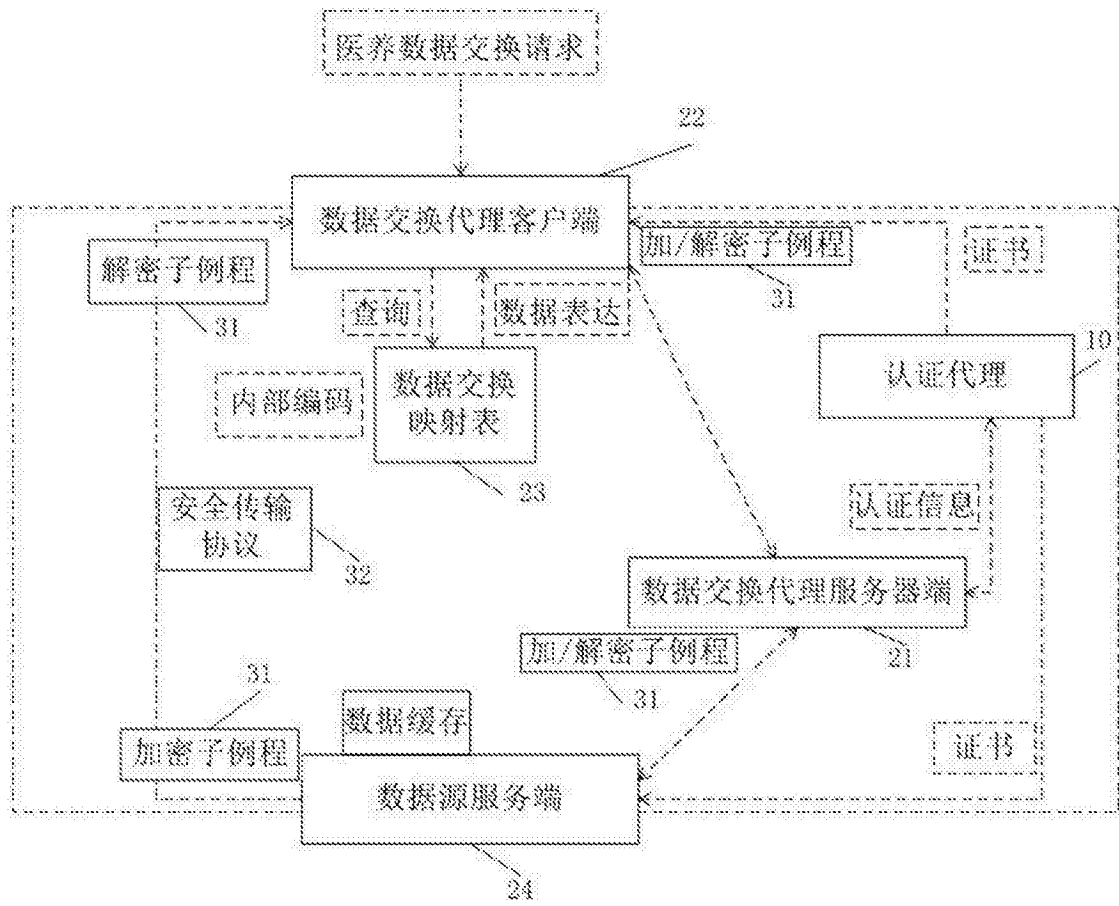 医养数据交换请求
22
数据交换代理客户端
加/解密子例程
31
证书
解密子例程
31
查询
数据表达
10
认证代理
内部编码
数据交换
映射表
23
认证信息
安全传输
协议
32
数据交换代理服务器端
21
加/解密子例程
31
31
数据缓存
加密子例程
证书
数据源服务端
24